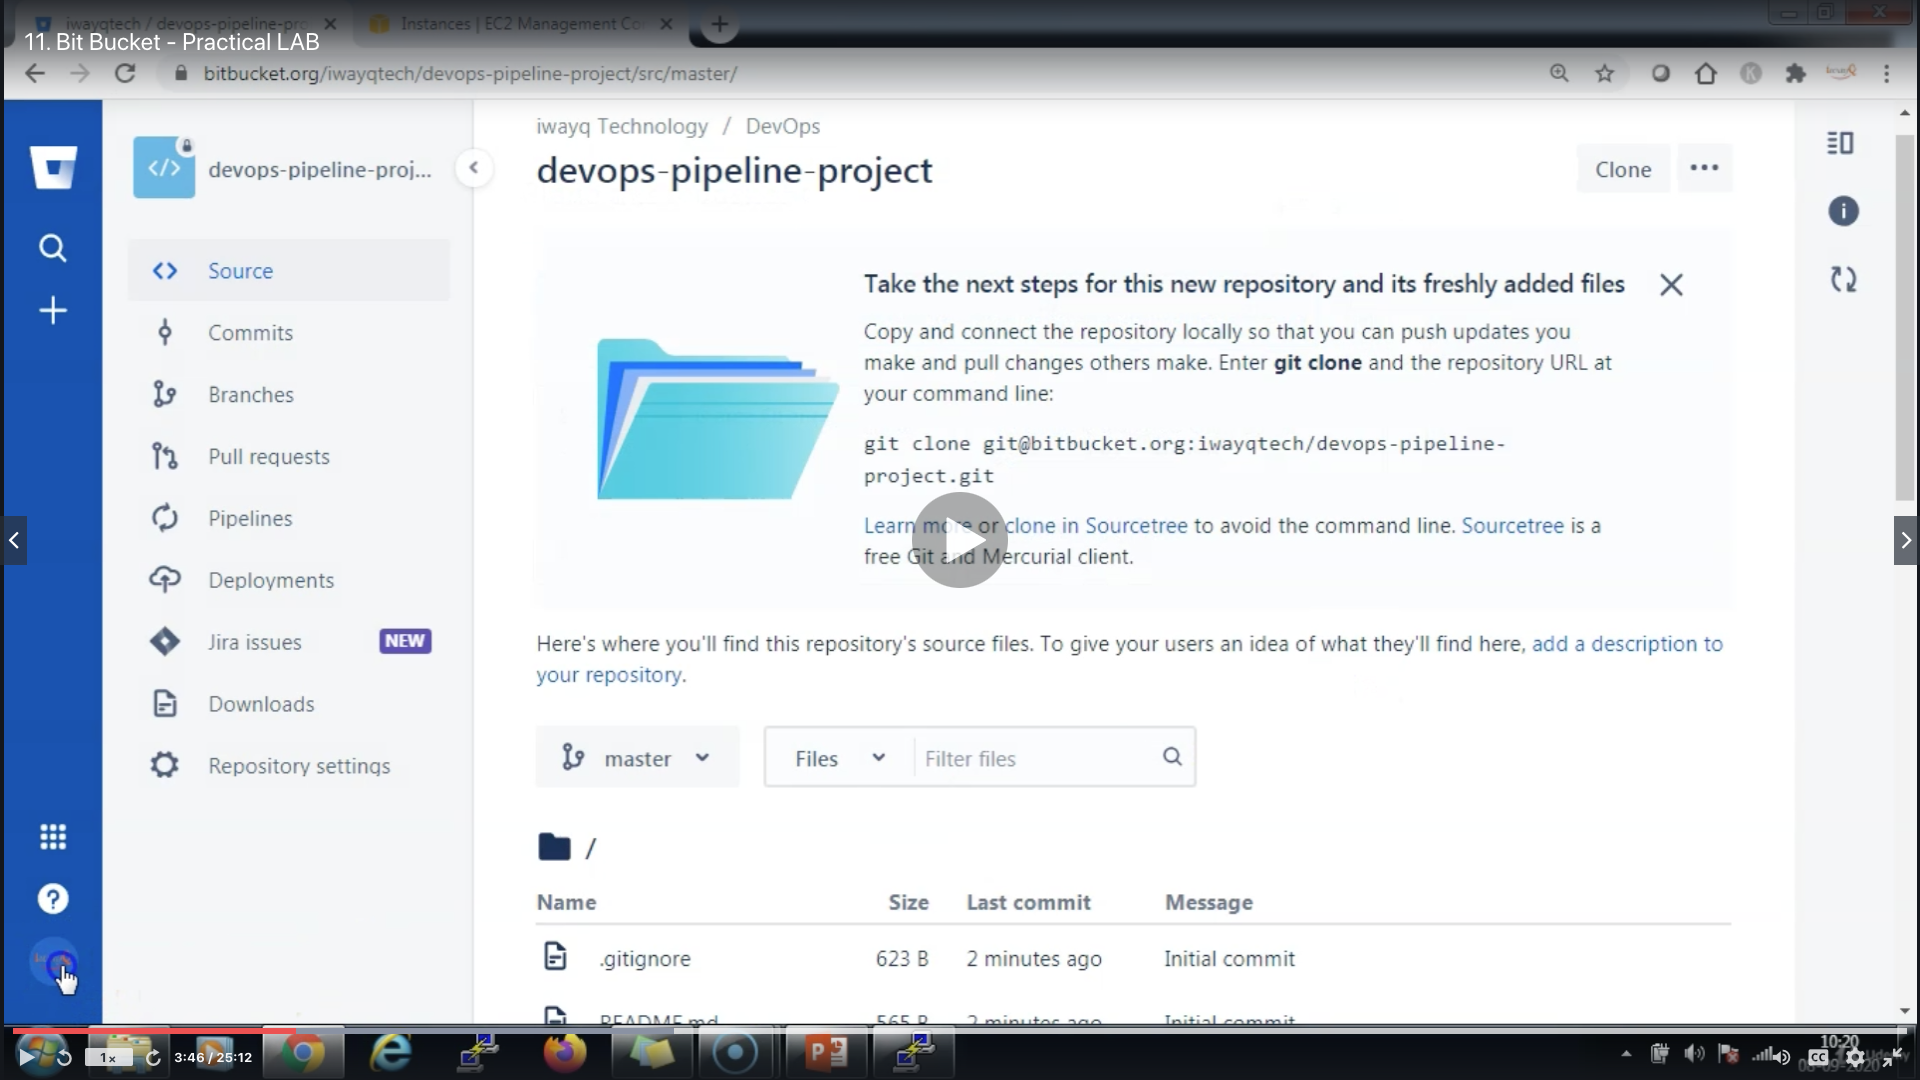 iwayqtech / devops-pipeline-pro
Instances | EC2 Management Co
11. Bit Bucket - Practical LAB
bitbucket.org/iwayqtech/devops-pipeline-project/src/master/
iwayq Technology / DevOps
devops-pipeline-proj...
devops-pipeline-project
Clone
Source
Commits
Branches
Pull requests
Pipelines
Deployments
Jira issues
NEW
Downloads
Repository settings
Take the next steps for this new repository and its freshly added files
Copy and connect the repository locally so that you can push updates you
make and pull changes others make. Enter git clone and the repository URL at
your command line:
git clone git@bitbucket.org:iwayqtech/devops-pipeline-
project.git
Learn more or clone in Sourcetree to avoid the command line. Sourcetree is a
free Git and Mercurial client.
Here's where you'll find this repository's source files. To give your users an idea of what they'll find here, add a description to
your repository.
master
Files
Filter files
/
Name Size Last commit Message
.gitignore 623 B 2 minutes ago Initial commit
README.md 565 B 2 minutes ago Initial commit
1x
3:46 / 25:12
CC
10:20